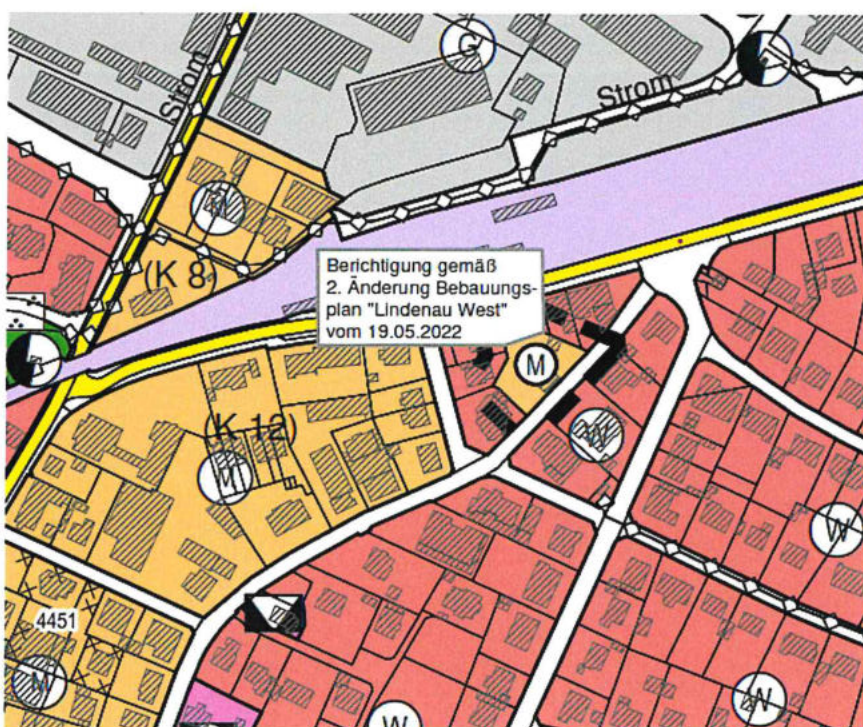 G
Strom
Strom
(K 8)
Berichtigung gemäß
2. Änderung Bebauungs-
plan "Lindenau West"
vom 19.05.2022
M
(K 12)
M
W
W
4451
M
W
W